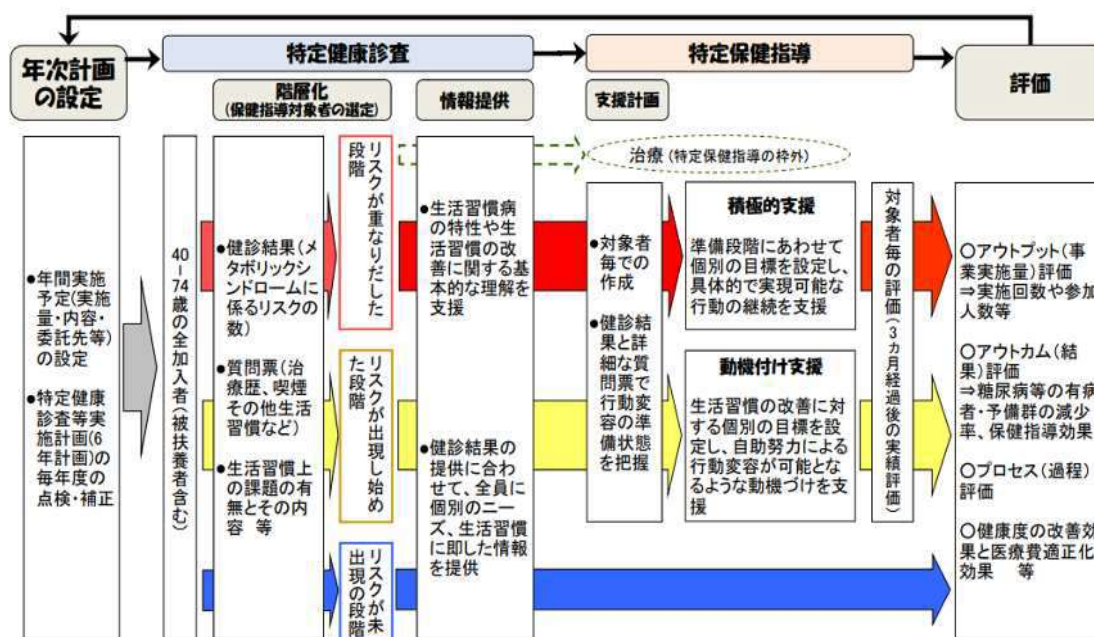 年次計画
の設定
特定健康診査
特定保健指導
評価
階層化
(保健指導対象者の選定)
情報提供
支援計画
●年間実施
予定(実施
量・内容・
委託先等)
の設定
●特定健康
診査等実
施計画(6
年計画)の
毎年度の
点検・補正
40-74歳の全加入者(被扶養者含む)
●健診結果(メ
タボリックシ
ンドロームに
係るリスクの
数)
●質問票(治
療歴、喫煙
その他生活
習慣など)
●生活習慣上
の課題の有
無とその内
容 等
リスクが重なりだした
段階
リスクが出現し始め
た段階
リスクが未
出現の段階
●生活習慣病
の特性や生
活習慣の改
善に関する基
本的な理解を
支援
●健診結果の
提供に合わ
せて、全員に
個別のニー
ズ、生活習慣
に即した情報
を提供
治療(特定保健指導の枠外)
●対象者
毎での
作成
●健診結
果と詳
細な質
問票で
行動変
容の準
備状態
を把握
積極的支援
準備段階にあわせて
個別の目標を設定し、
具体的で実現可能な
行動の継続を支援
動機付け支援
生活習慣の改善に対
する個別の目標を設
定し、自助努力による
行動変容が可能とな
るような動機づけを支
援
対象者毎の評価(3カ月経過後の実績評価)
○アウトプット(事
業実施量)評価
⇒実施回数や参加
人数等
○アウトカム(結
果)評価
⇒糖尿病等の有病
者・予備群の減少
率、保健指導効果
○プロセス(過程)
評価
○健康度の改善効
果と医療費適正化
効果 等